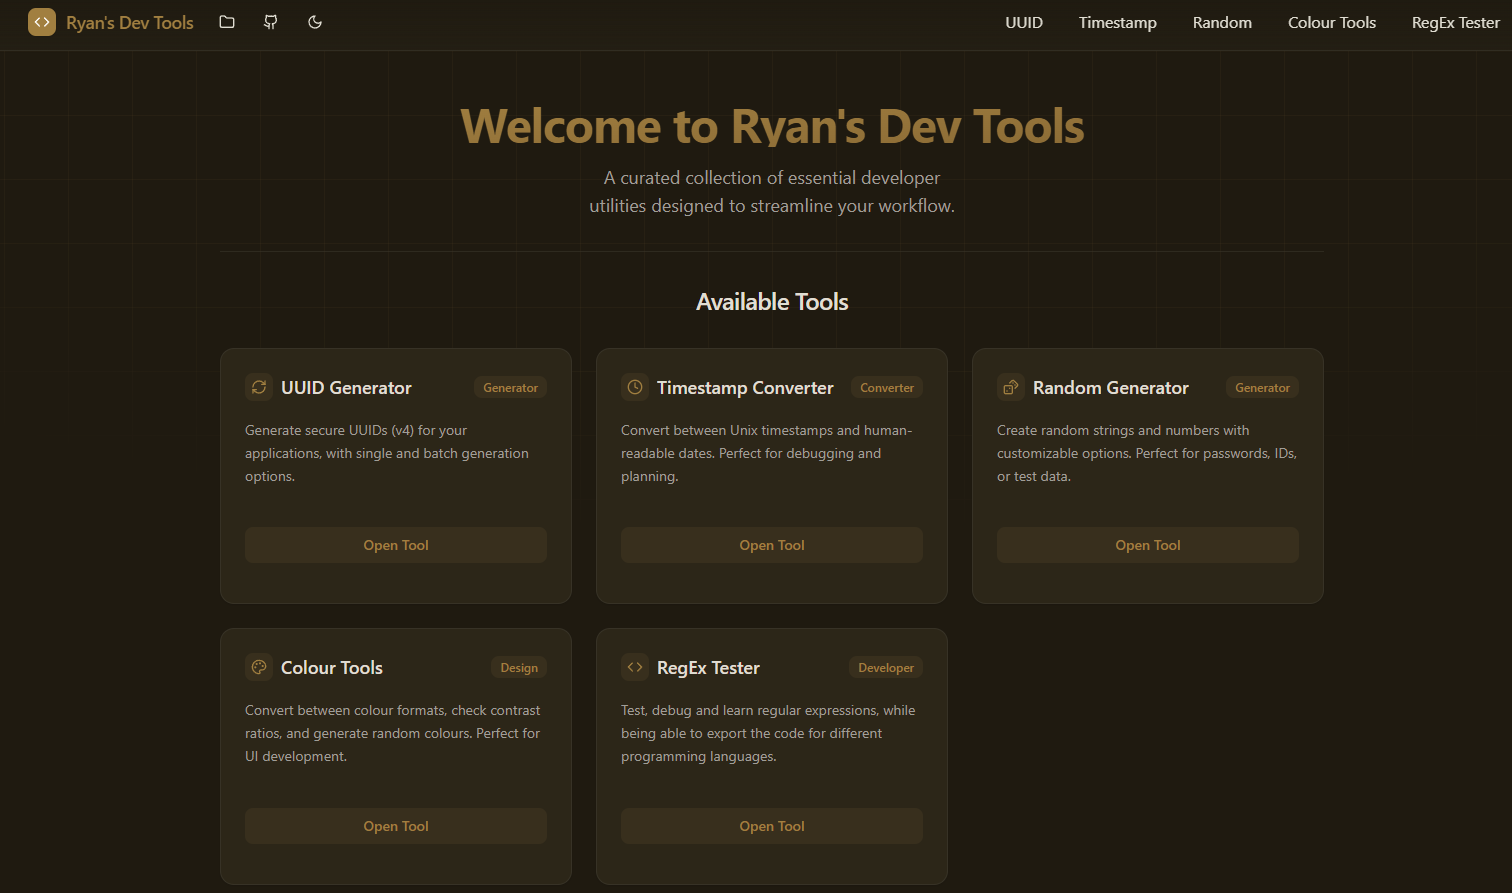 Ryan's Dev Tools
UUID
Timestamp
Random
Colour Tools
RegEx Tester
Welcome to Ryan's Dev Tools
A curated collection of essential developer
utilities designed to streamline your workflow.
Available Tools
UUID Generator
Generator
Generate secure UUIDs (v4) for your
applications, with single and batch generation
options.
Open Tool
Timestamp Converter
Converter
Convert between Unix timestamps and human-
readable dates. Perfect for debugging and
planning.
Open Tool
Random Generator
Generator
Create random strings and numbers with
customizable options. Perfect for passwords, IDs,
or test data.
Open Tool
Colour Tools
Design
Convert between colour formats, check contrast
ratios, and generate random colours. Perfect for
UI development.
Open Tool
RegEx Tester
Developer
Test, debug and learn regular expressions, while
being able to export the code for different
programming languages.
Open Tool